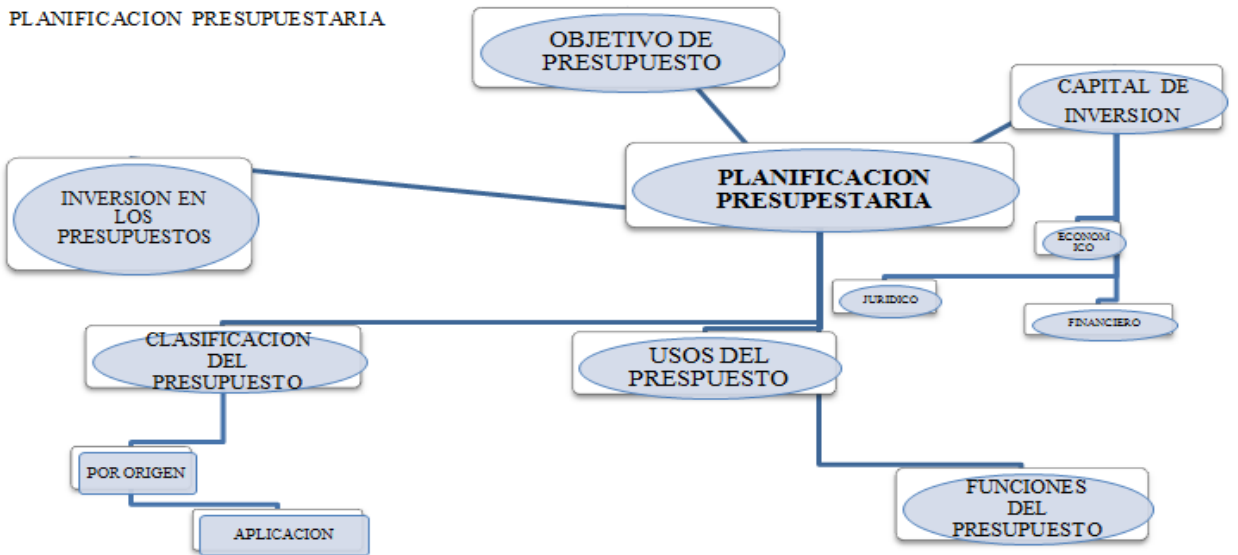 PLANIFICACION PRESUPUESTARIA
OBJETIVO DE
PRESUPUESTO
CAPITAL DE
INVERSION
PLANIFICACION
PRESUPESTARIA
INVERSION EN
LOS
PRESUPUESTOS
ECONOM
ICO
JURIDICO
FINANCIERO
CLASIFICACION
DEL
PRESUPUESTO
USOS DEL
PRESPUESTO
POR ORIGEN
APLICACION
FUNCIONES
DEL
PRESUPUESTO